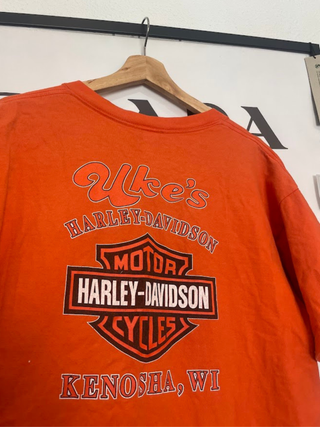 Uke's
HARLEY-DAVIDSON
MOTOR
HARLEY-DAVIDSON
CYCLES
KENOSHA, WI